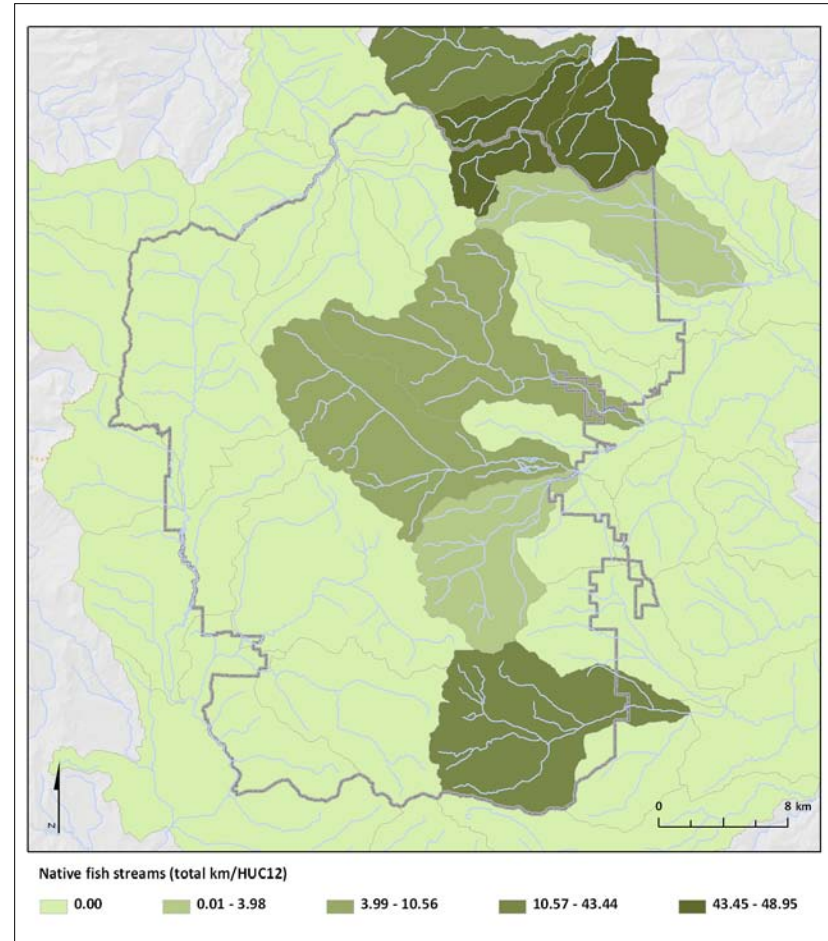 N
0 8 km
Native fish streams (total km/HUC12)
0.00 0.01 - 3.98 3.99 - 10.56 10.57 - 43.44 43.45 - 48.95